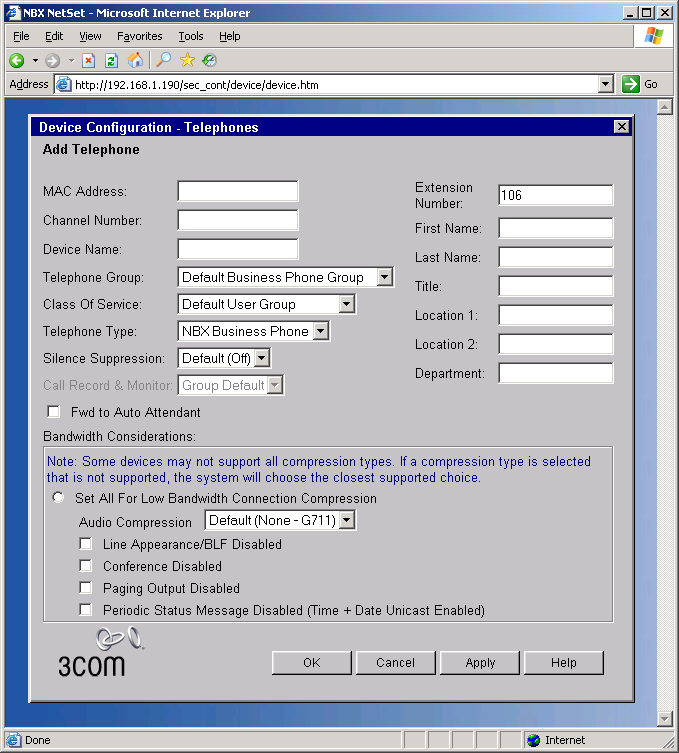 NBX NetSet - Microsoft Internet Explorer
File Edit View Favorites Tools Help
Address http://192.168.1.190/sec_cont/device/device.htm Go
Device Configuration - Telephones
Add Telephone
MAC Address:
Channel Number:
Device Name:
Telephone Group: Default Business Phone Group
Class Of Service: Default User Group
Telephone Type: NBX Business Phone
Silence Suppression: Default (Off)
Call Record & Monitor: Group Default
Fwd to Auto Attendant
Extension
Number: 106
First Name:
Last Name:
Title:
Location 1:
Location 2:
Department:
Bandwidth Considerations:
Note: Some devices may not support all compression types. If a compression type is selected
that is not supported, the system will choose the closest supported choice.
Set All For Low Bandwidth Connection Compression
Audio Compression Default (None - G711)
Line Appearance/BLF Disabled
Conference Disabled
Paging Output Disabled
Periodic Status Message Disabled (Time + Date Unicast Enabled)
3COM
OK Cancel Apply Help
Done Internet